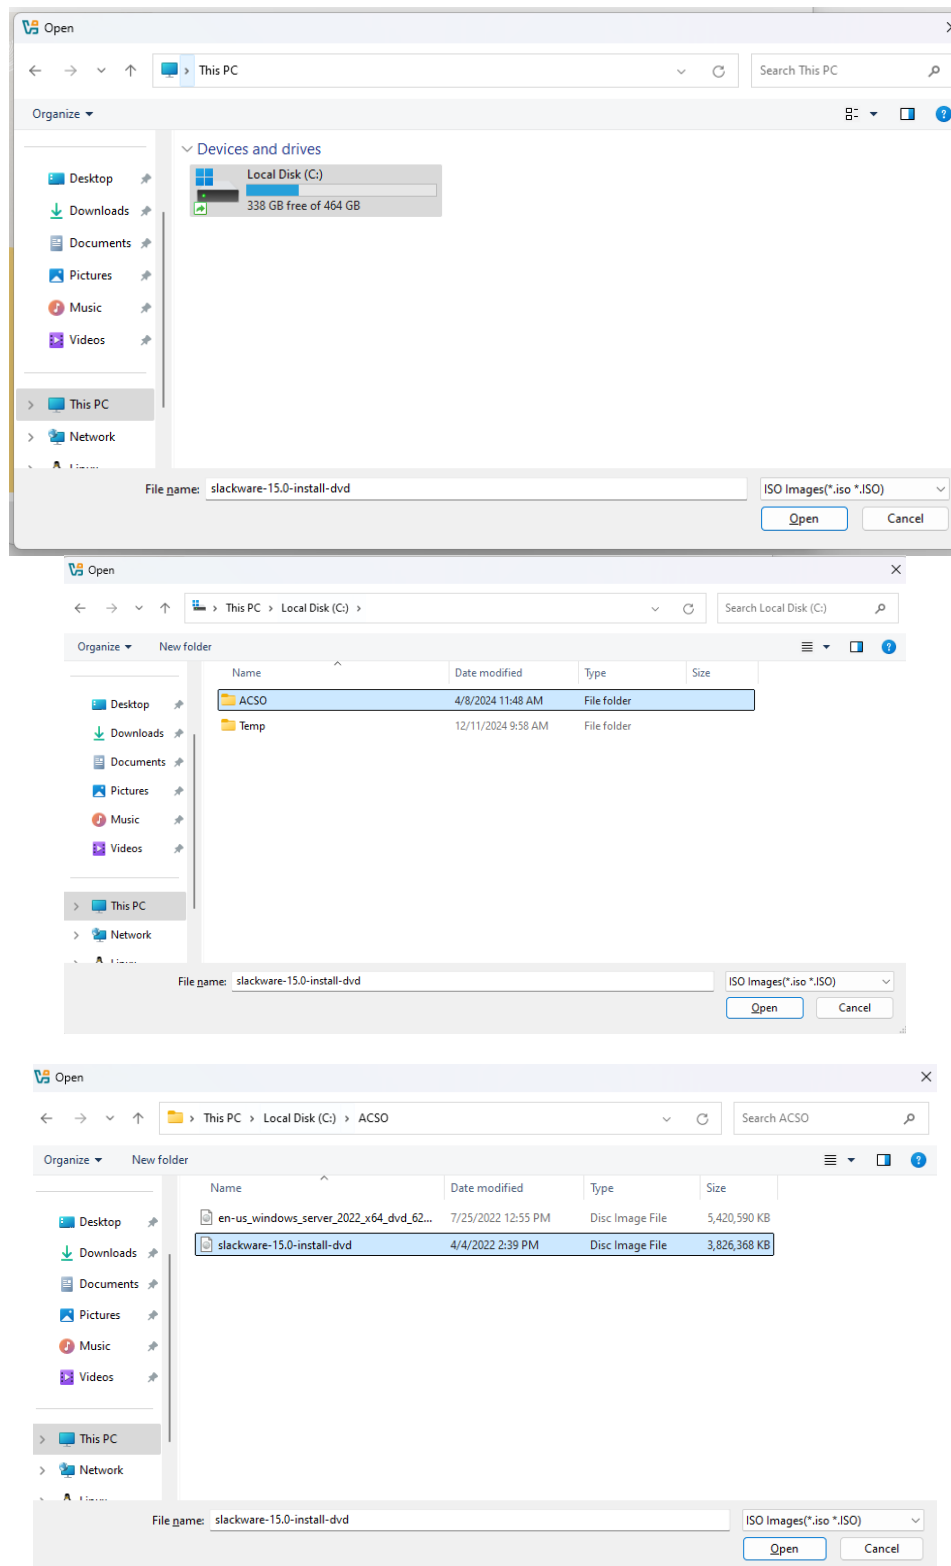 Open
This PC
Search This PC
Organize
Devices and drives
Local Disk (C:)
338 GB free of 464 GB
Desktop
Downloads
Documents
Pictures
Music
Videos
This PC
Network
Linux
File name: slackware-15.0-install-dvd
ISO Images(*.iso *.ISO)
Open Cancel
Open
This PC > Local Disk (C:) >
Search Local Disk (C:)
Organize New folder
Name Date modified Type Size
ACSO 4/8/2024 11:48 AM File folder
Temp 12/11/2024 9:58 AM File folder
Desktop
Downloads
Documents
Pictures
Music
Videos
This PC
Network
Linux
File name: slackware-15.0-install-dvd
ISO Images(*.iso *.ISO)
Open Cancel
Open
This PC > Local Disk (C:) > ACSO
Search ACSO
Organize New folder
Name Date modified Type Size
en-us_windows_server_2022_x64_dvd_62... 7/25/2022 12:55 PM Disc Image File 5,420,590 KB
slackware-15.0-install-dvd 4/4/2022 2:39 PM Disc Image File 3,826,368 KB
Desktop
Downloads
Documents
Pictures
Music
Videos
This PC
Network
Linux
File name: slackware-15.0-install-dvd
ISO Images(*.iso *.ISO)
Open Cancel